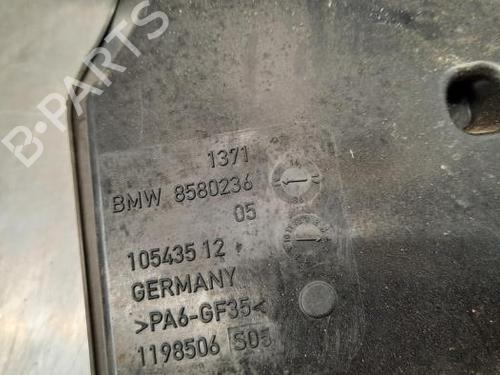 B-PARTS
1371
BMW 8580236
05
105435 12
GERMANY
>PA6-GF35<
1198506 S05